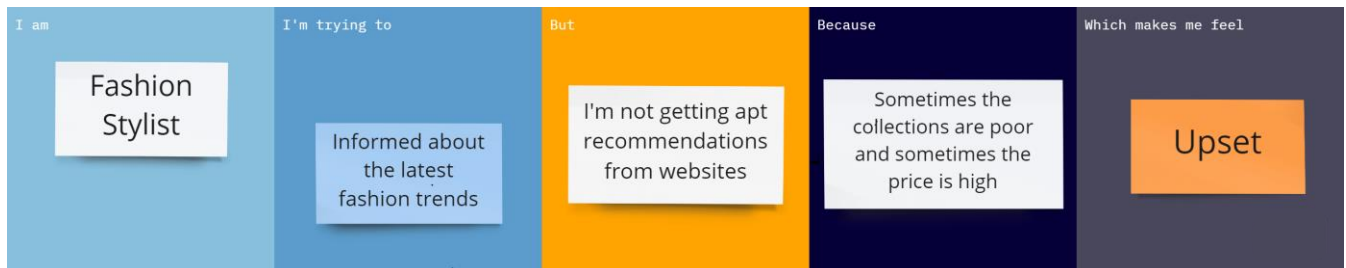 I am
Fashion
Stylist
I'm trying to
Informed about
the latest
fashion trends
But
I'm not getting apt
recommendations
from websites
Because
Sometimes the
collections are poor
and sometimes the
price is high
Which makes me feel
Upset